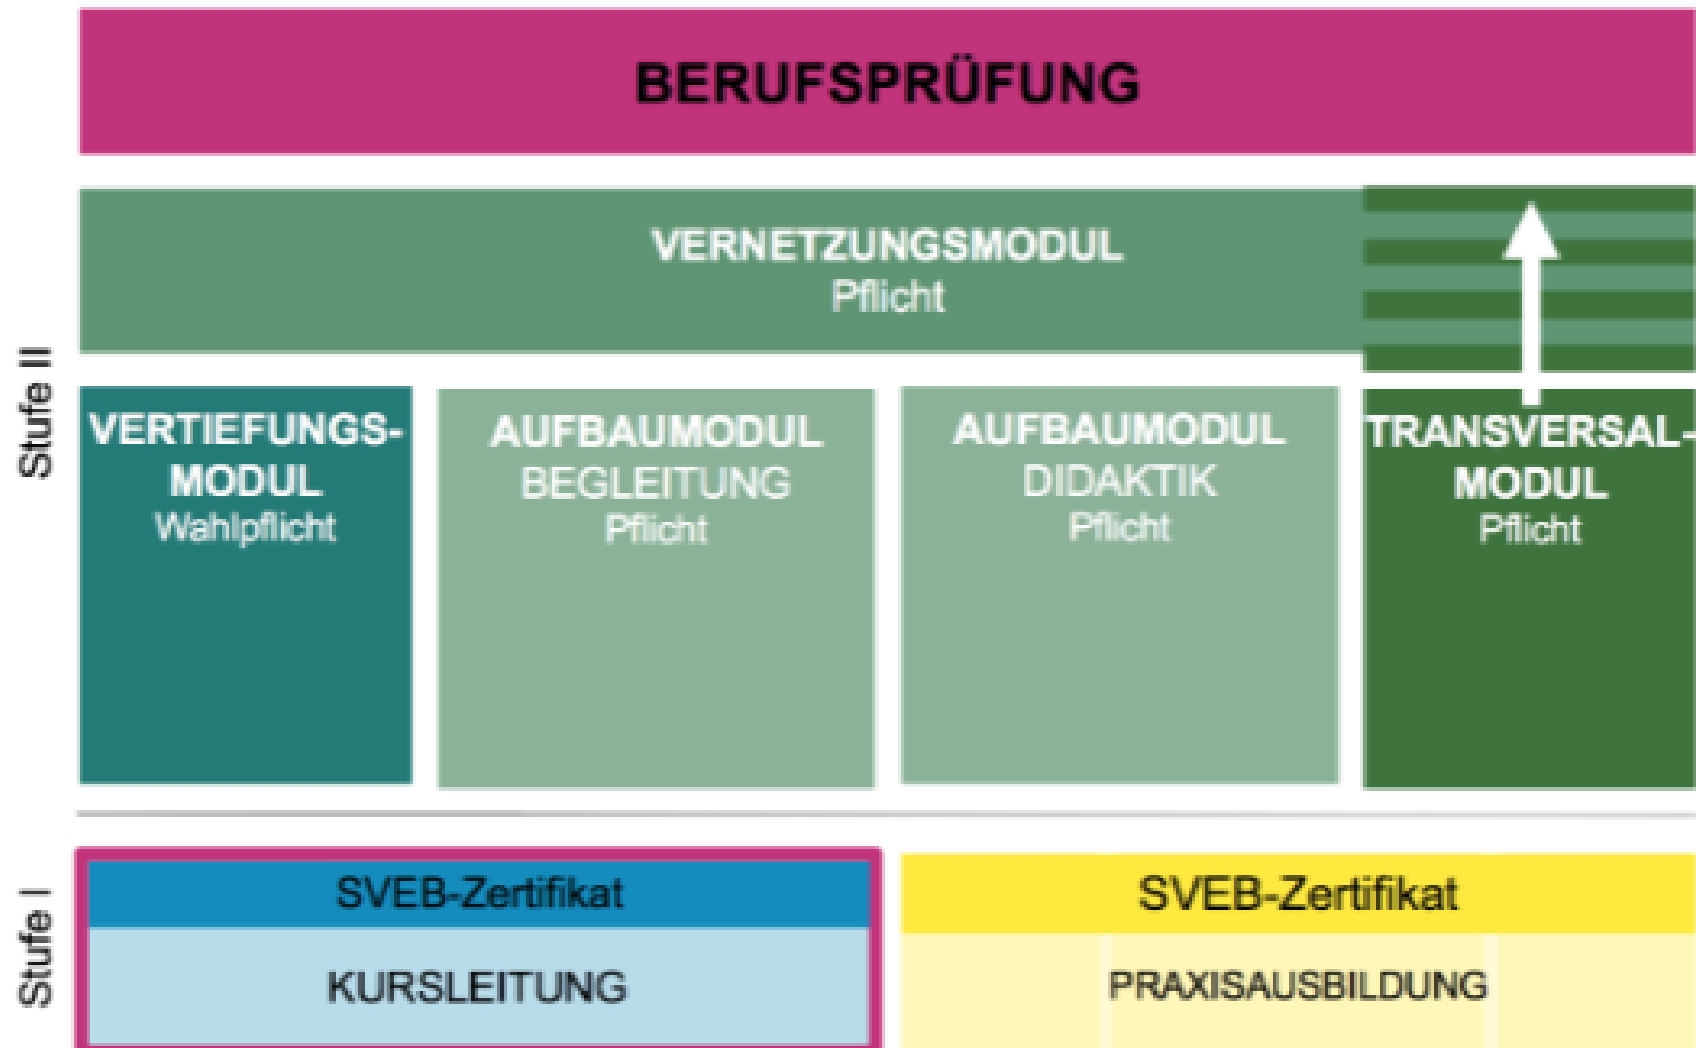 BERUFSPRÜFUNG
VERNETZUNGSMODUL
Pflicht
Stufe II
VERTIEFUNGS-
MODUL
Wahlpflicht
AUFBAUMODUL
BEGLEITUNG
Pflicht
AUFBAUMODUL
DIDAKTIK
Pflicht
TRANSVERSAL-
MODUL
Pflicht
Stufe I
SVEB-Zertifikat
KURSLEITUNG
SVEB-Zertifikat
PRAXISAUSBILDUNG